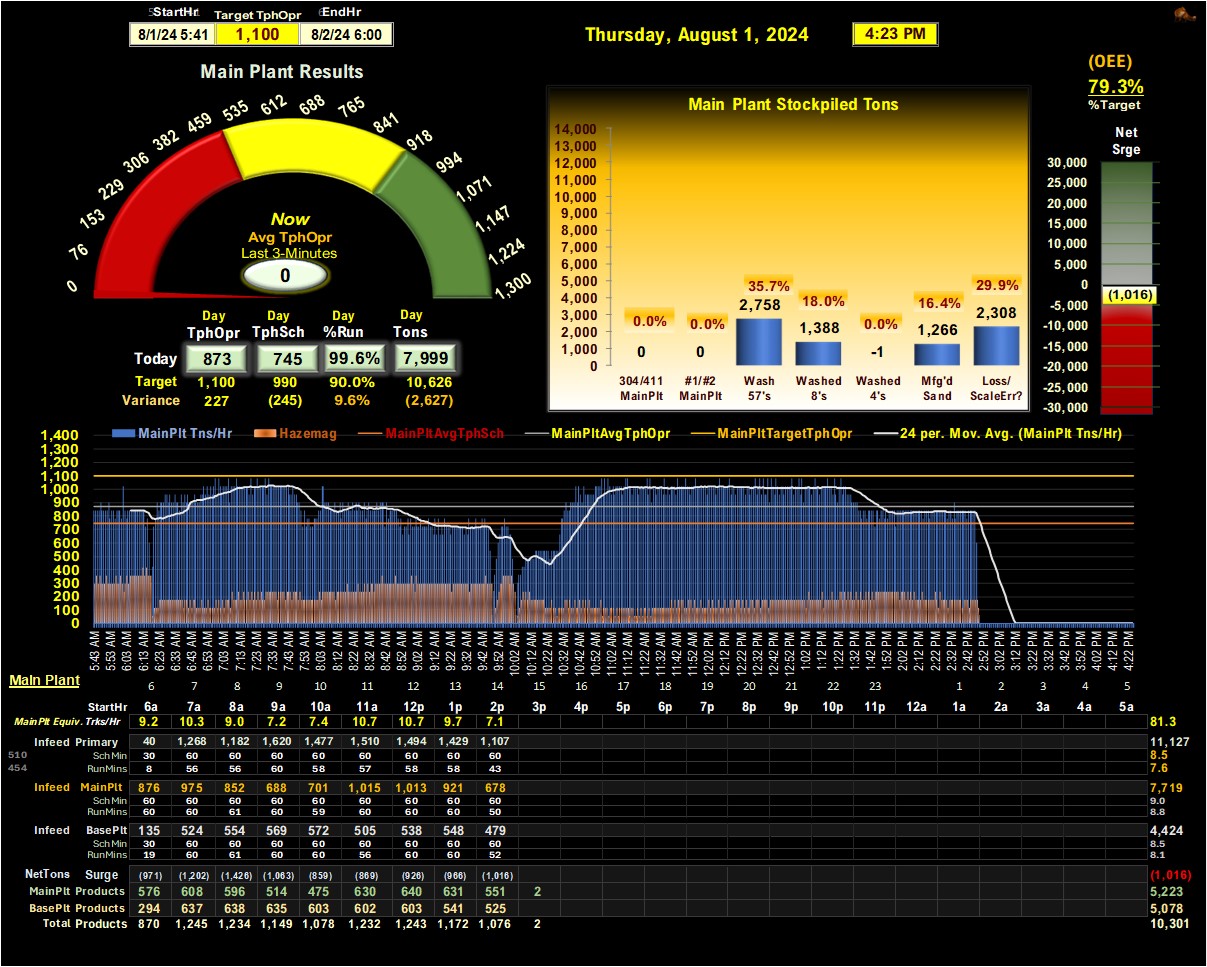 StartHr Target TphOpr EndHr
8/1/24 5:41 1,100 8/2/24 6:00
Thursday, August 1, 2024 4:23 PM
(OEE)
79.3%
%Target
Main Plant Results
0 76 153 229 306 382 459 535 612 688 765 841 918 994 1,071 1,147 1,224 1,300
Now
Avg TphOpr
Last 3-Minutes
0
Day Day Day Day
TphOpr TphSch %Run Tons
Today 873 745 99.6% 7,999
Target 1,100 990 90.0% 10,626
Variance 227 (245) 9.6% (2,627)
Main Plant Stockpiled Tons
14,000
13,000
12,000
11,000
10,000
9,000
8,000
7,000
6,000
5,000
4,000
3,000
2,000
1,000
0
0.0% 0.0% 35.7% 18.0% 0.0% 16.4% 29.9%
0 0 2,758 1,388 -1 1,266 2,308
304/411 #1/#2 Wash Washed Washed Mfg'd Loss/
MainPlt MainPlt 57's 8's 4's Sand ScaleErr?
Net
Srge
30,000
25,000
20,000
15,000
10,000
5,000
0
(1,016)
-5,000
-10,000
-15,000
-20,000
-25,000
-30,000
MainPlt Tns/Hr Hazemag MainPltAvgTphSch MainPltAvgTphOpr MainPltTargetTphOpr 24 per. Mov. Avg. (MainPlt Tns/Hr)
1,400
1,300
1,200
1,100
1,000
900
800
700
600
500
400
300
200
100
0
5:43 AM 5:53 AM 6:03 AM 6:13 AM 6:23 AM 6:33 AM 6:43 AM 6:53 AM 7:03 AM 7:13 AM 7:23 AM 7:33 AM 7:43 AM 7:53 AM 8:03 AM 8:12 AM 8:22 AM 8:32 AM 8:42 AM 8:52 AM 9:02 AM 9:12 AM 9:22 AM 9:32 AM 9:42 AM 9:52 AM 10:02 AM 10:12 AM 10:22 AM 10:32 AM 10:42 AM 10:52 AM 11:02 AM 11:12 AM 11:22 AM 11:32 AM 11:42 AM 11:52 AM 12:02 PM 12:12 PM 12:22 PM 12:33 PM 12:42 PM 12:52 PM 1:02 PM 1:12 PM 1:22 PM 1:33 PM 1:52 PM 2:02 PM 2:12 PM 2:22 PM 2:32 PM 2:42 PM 2:52 PM 3:02 PM 3:12 PM 3:22 PM 3:32 PM 3:42 PM 3:52 PM 4:02 PM 4:12 PM 4:22 PM
Main Plant 6 7 8 9 10 11 12 13 14 15 16 17 18 19 20 21 22 23 1 2 3 4 5
StartHr 6a 7a 8a 9a 10a 11a 12p 1p 2p 3p 4p 5p 6p 7p 8p 9p 10p 11p 12a 1a 2a 3a 4a 5a
MainPlt Equiv. Trks/Hr 9.2 10.3 9.0 7.2 7.4 10.7 10.7 9.7 7.1 81.3
Infeed Primary 40 1,268 1,182 1,620 1,477 1,510 1,494 1,429 1,107 11,127
510 SchMin 30 60 60 60 60 60 60 60 60 8.5
454 RunMins 8 56 56 60 58 57 58 58 43 7.6
Infeed MainPlt 876 975 852 688 701 1,015 1,013 921 678 7,719
SchMin 60 60 60 60 60 60 60 60 60 9.0
RunMins 60 60 61 60 59 60 60 60 50 8.8
Infeed BasePlt 135 524 554 569 572 505 538 548 479 4,424
SchMin 30 60 60 60 60 60 60 60 60 8.5
RunMins 19 60 61 60 60 56 60 60 52 8.1
NetTons Surge (971) (1,202) (1,426) (1,063) (859) (869) (926) (966) (1,016) (1,016)
MainPlt Products 576 608 596 514 475 630 640 631 551 2 5,223
BasePlt Products 294 637 638 635 603 602 603 541 525 5,078
Total Products 870 1,245 1,234 1,149 1,078 1,232 1,243 1,172 1,076 2 10,301